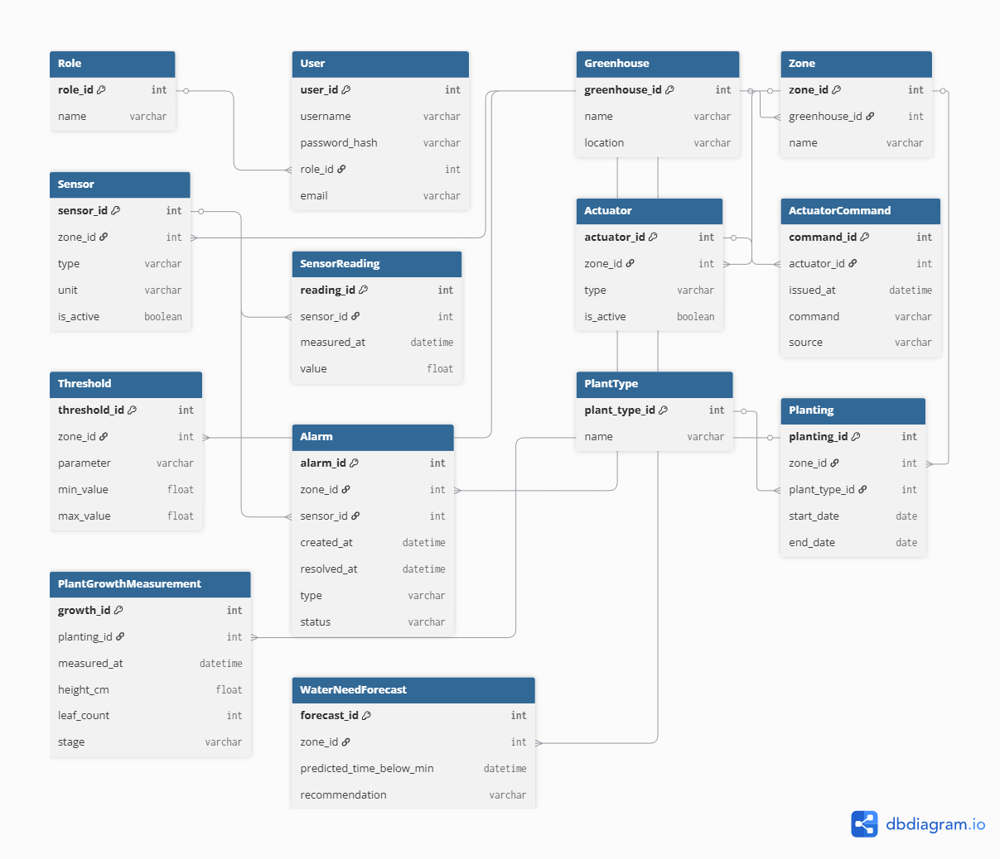 Role
role_id int
name varchar
User
user_id int
username varchar
password_hash varchar
role_id int
email varchar
Greenhouse
greenhouse_id int
name varchar
location varchar
Zone
zone_id int
greenhouse_id int
name varchar
Sensor
sensor_id int
zone_id int
type varchar
unit varchar
is_active boolean
SensorReading
reading_id int
sensor_id int
measured_at datetime
value float
Actuator
actuator_id int
zone_id int
type varchar
is_active boolean
ActuatorCommand
command_id int
actuator_id int
issued_at datetime
command varchar
source varchar
Threshold
threshold_id int
zone_id int
parameter varchar
min_value float
max_value float
Alarm
alarm_id int
zone_id int
sensor_id int
created_at datetime
resolved_at datetime
type varchar
status varchar
PlantType
plant_type_id int
name varchar
Planting
planting_id int
zone_id int
plant_type_id int
start_date date
end_date date
PlantGrowthMeasurement
growth_id int
planting_id int
measured_at datetime
height_cm float
leaf_count int
stage varchar
WaterNeedForecast
forecast_id int
zone_id int
predicted_time_below_min datetime
recommendation varchar
dbdiagram.io